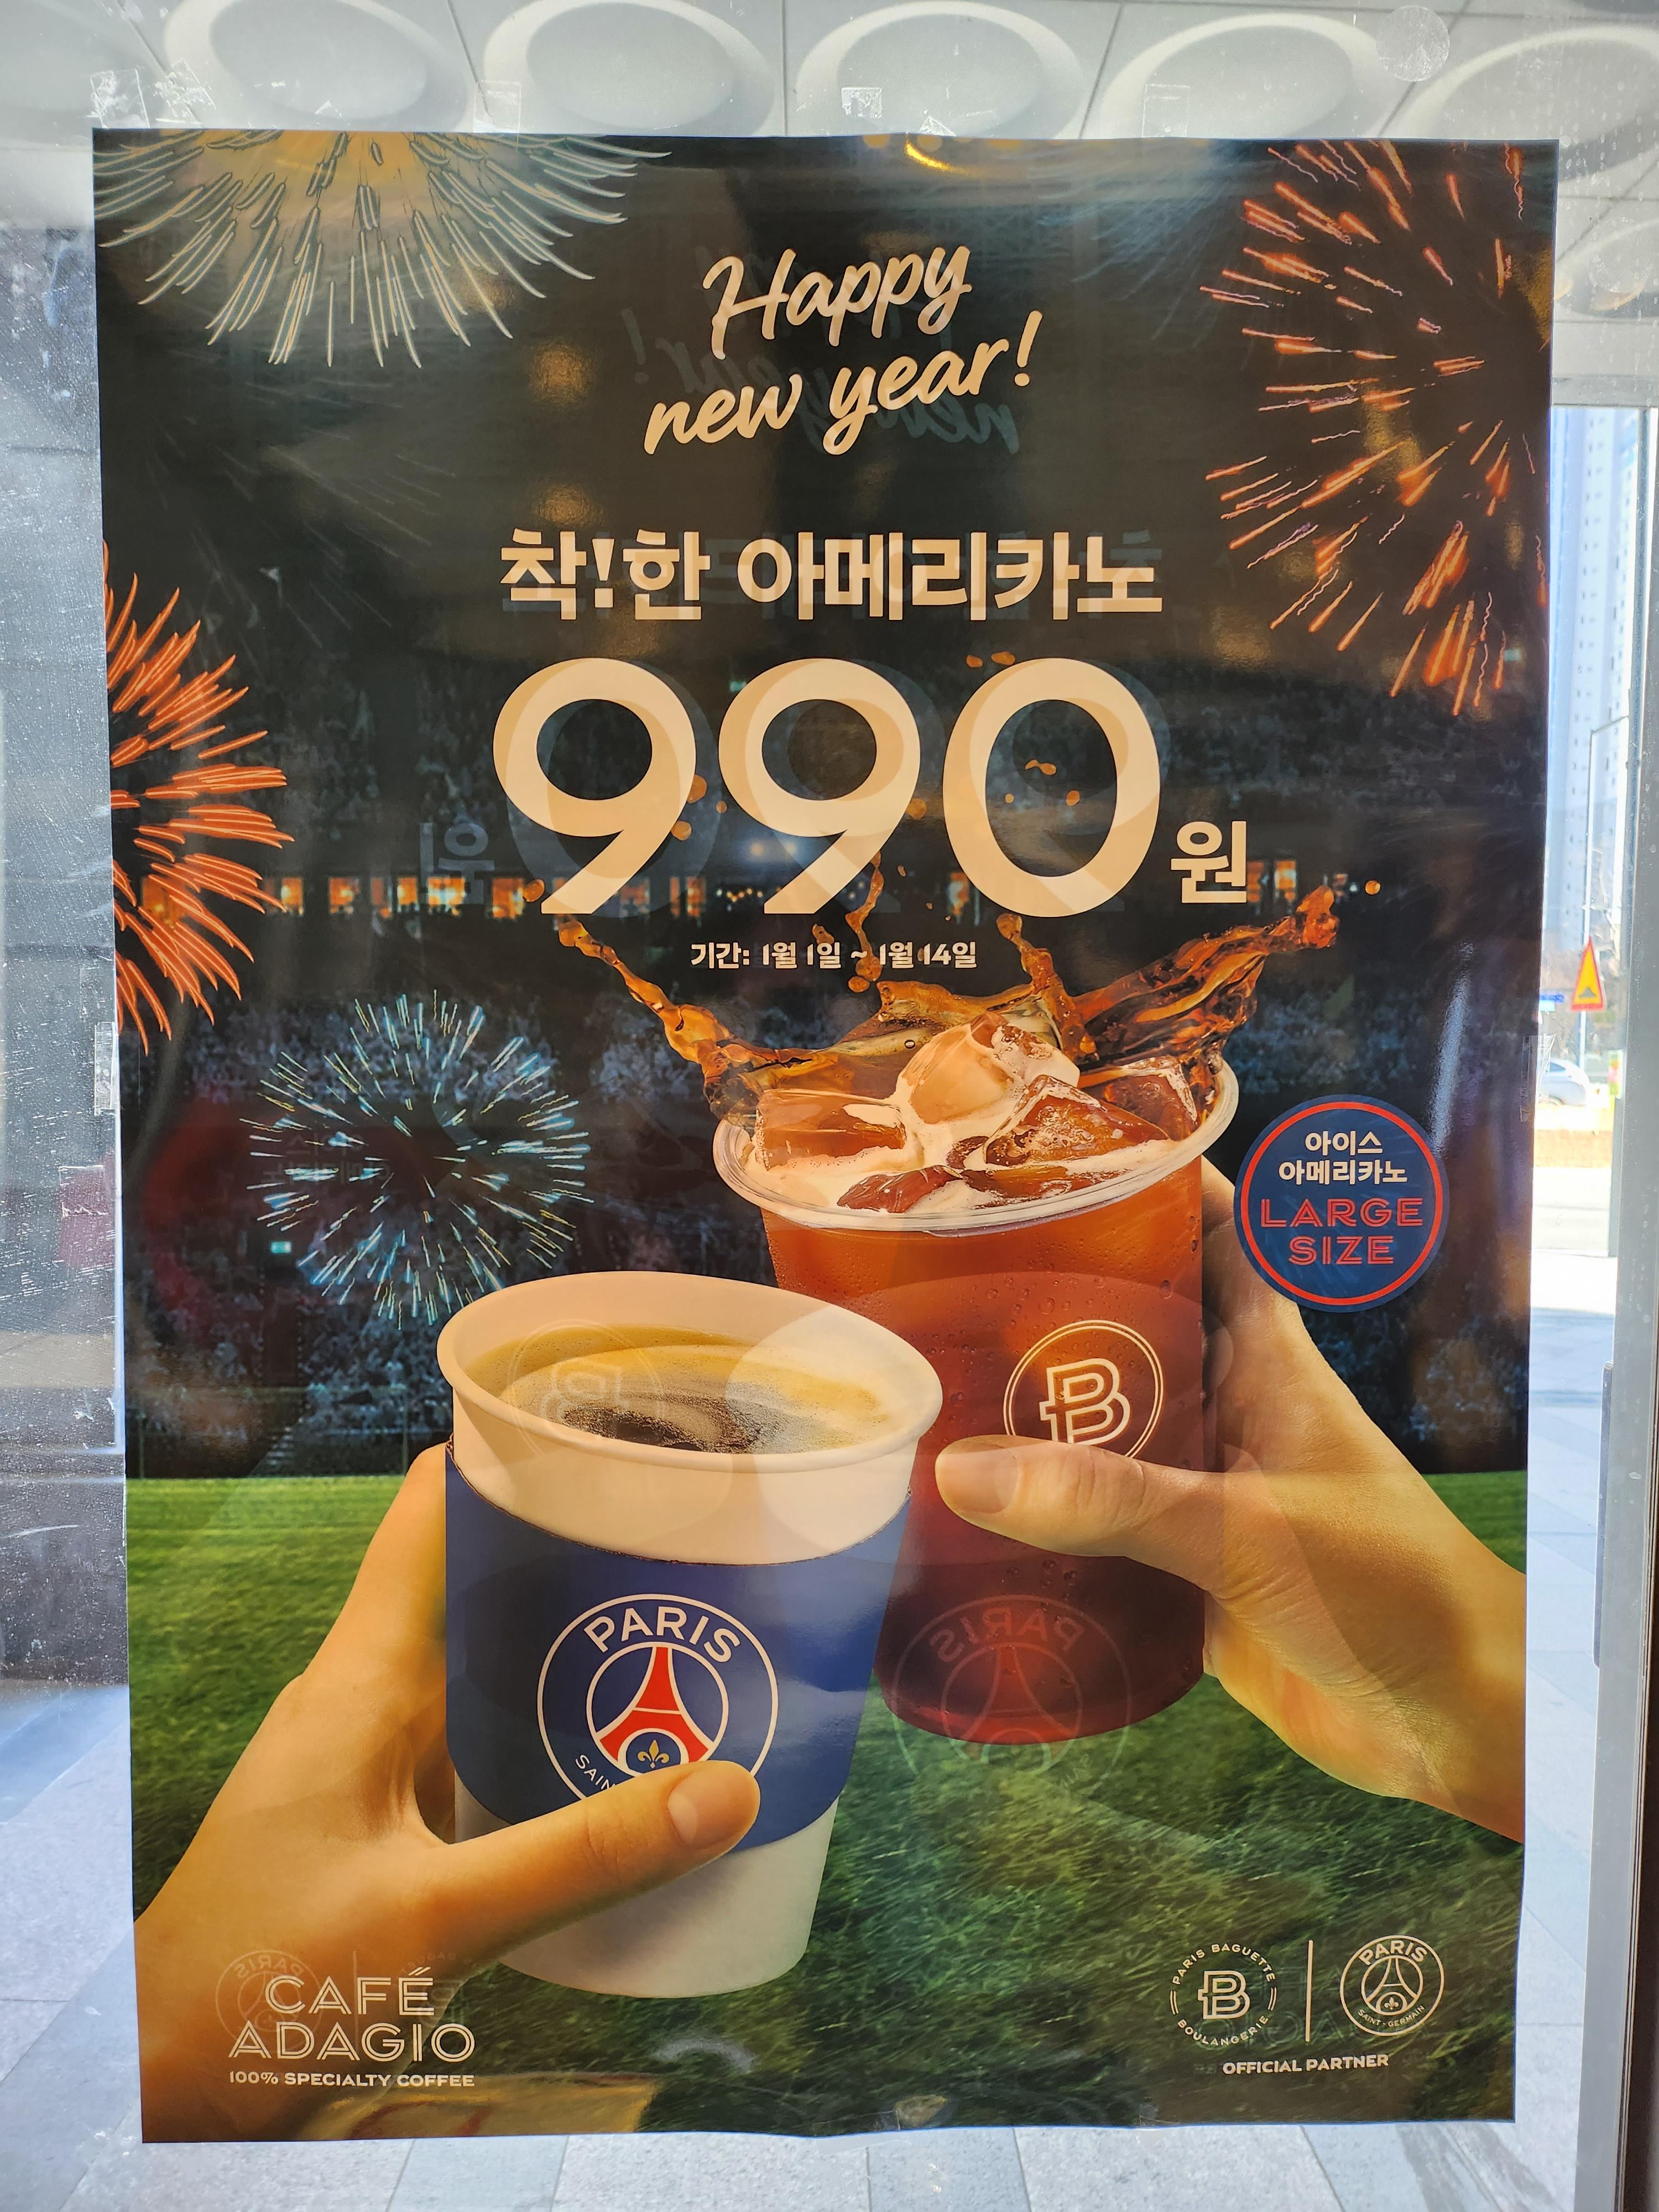 Happy
new year!
착!한 아메리카노
990원
기간: 1월 1일 ~ 1월 14일
아이스
아메리카노
LARGE
SIZE
B
PARIS
SAIN
CAFÉ
ADAGIO
100% SPECIALTY COFFEE
PARIS BAGUETTE
B
BOULANGERIE
PARIS
SAINT-GERMAIN
OFFICIAL PARTNER